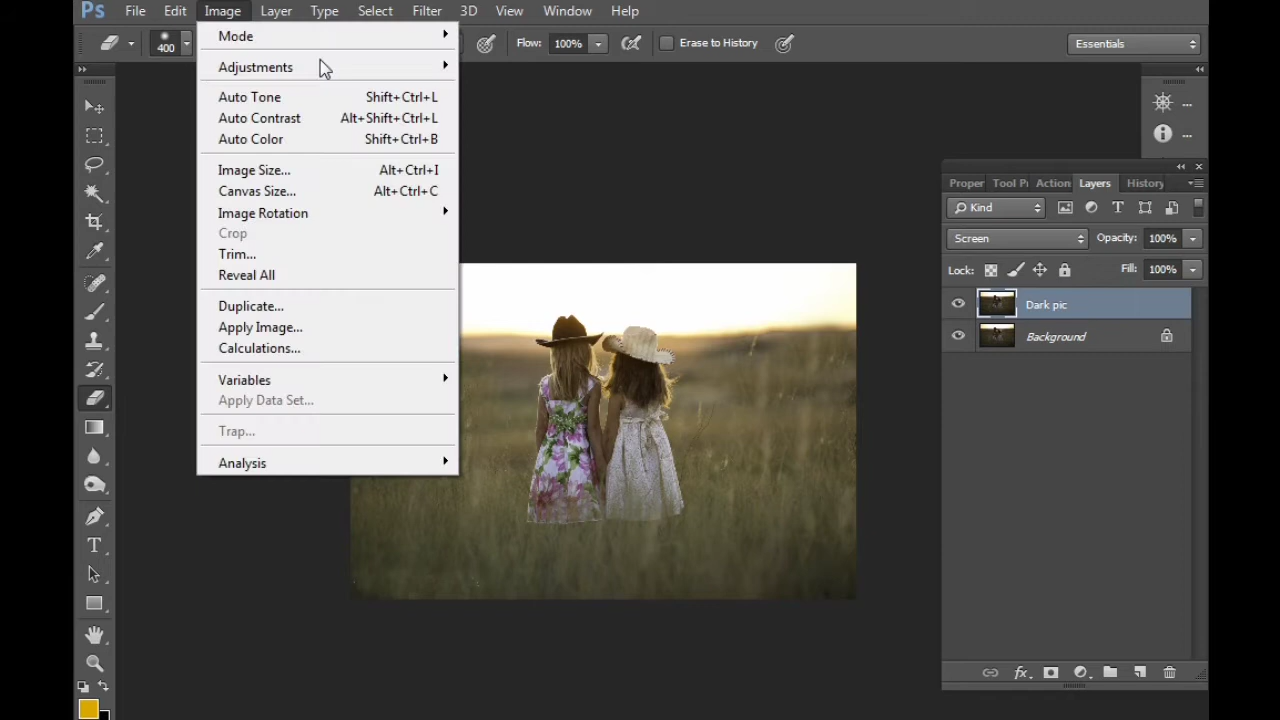 Ps File Edit Image Layer Type Select Filter 3D View Window Help
400 Flow: 100% Erase to History Essentials
Mode
Adjustments
Auto Tone Shift+Ctrl+L
Auto Contrast Alt+Shift+Ctrl+L
Auto Color Shift+Ctrl+B
Image Size... Alt+Ctrl+I
Canvas Size... Alt+Ctrl+C
Image Rotation
Crop
Trim...
Reveal All
Duplicate...
Apply Image...
Calculations...
Variables
Apply Data Set...
Trap...
Analysis
...
...
Proper Tool Pr Action Layers History
Kind T
Screen Opacity: 100%
Lock: Fill: 100%
Dark pic
Background
fx
T